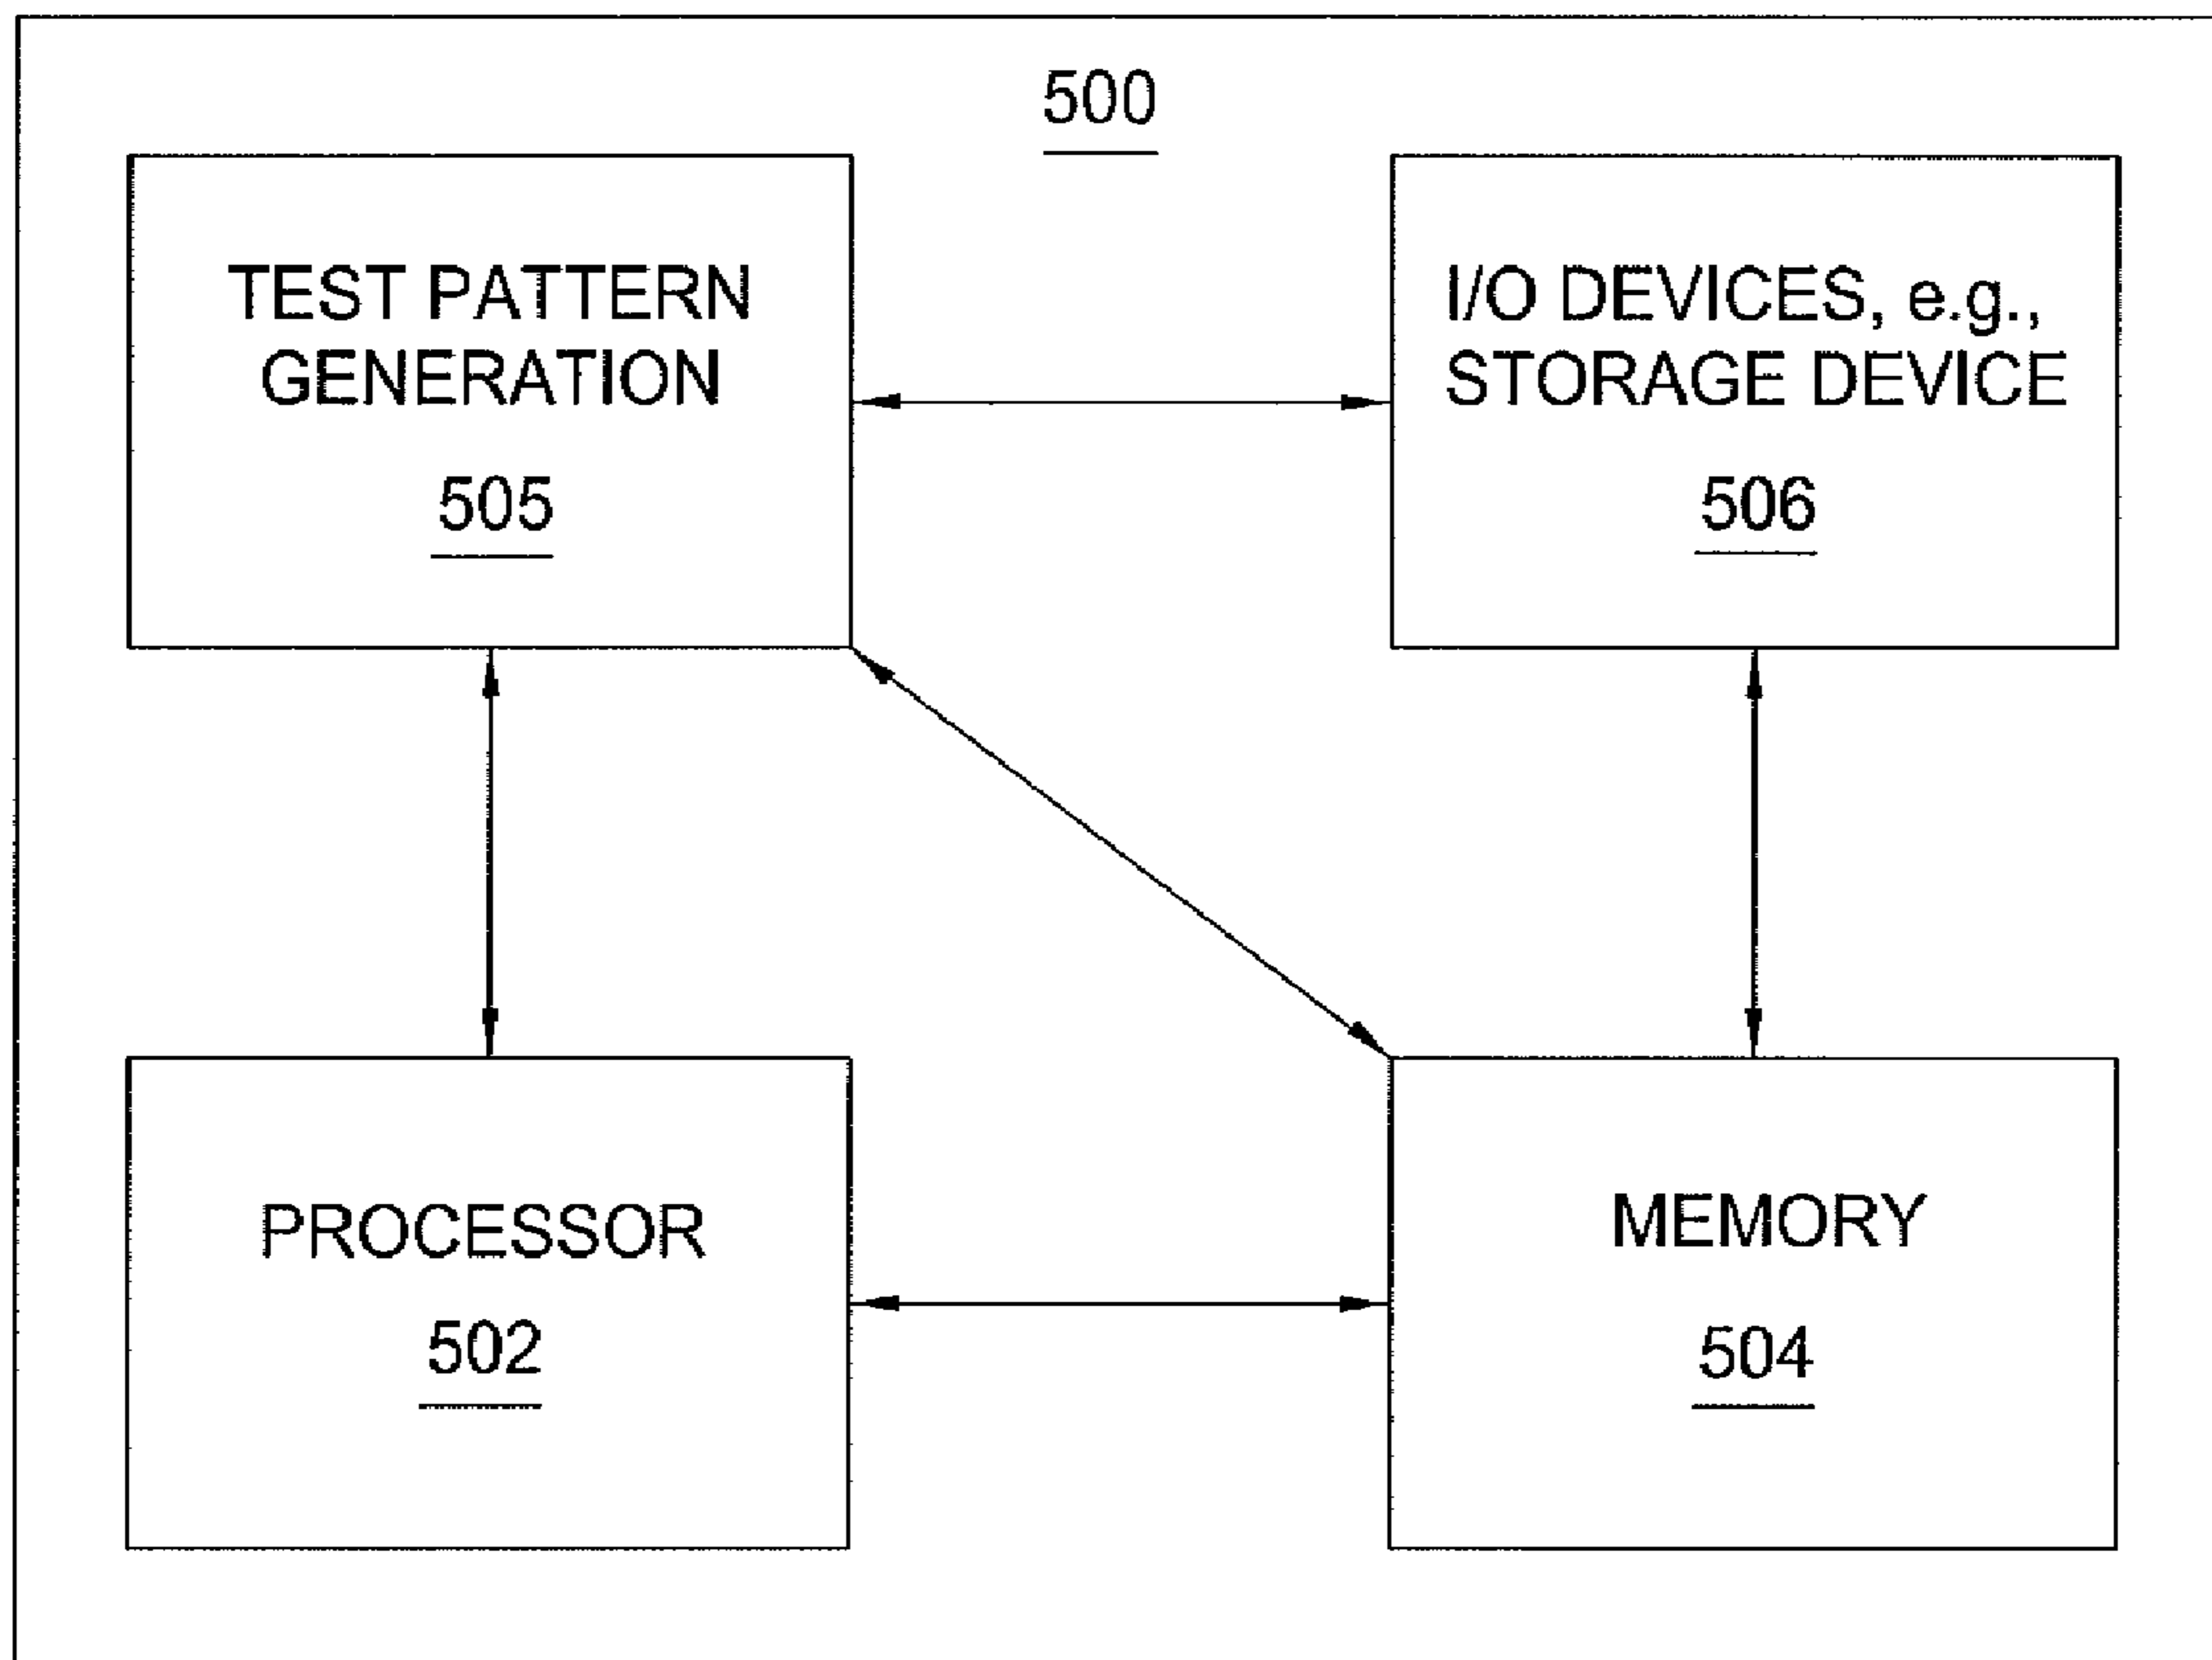 500
TEST PATTERN
GENERATION
505
I/O DEVICES, e.g.,
STORAGE DEVICE
506
PROCESSOR
502
MEMORY
504